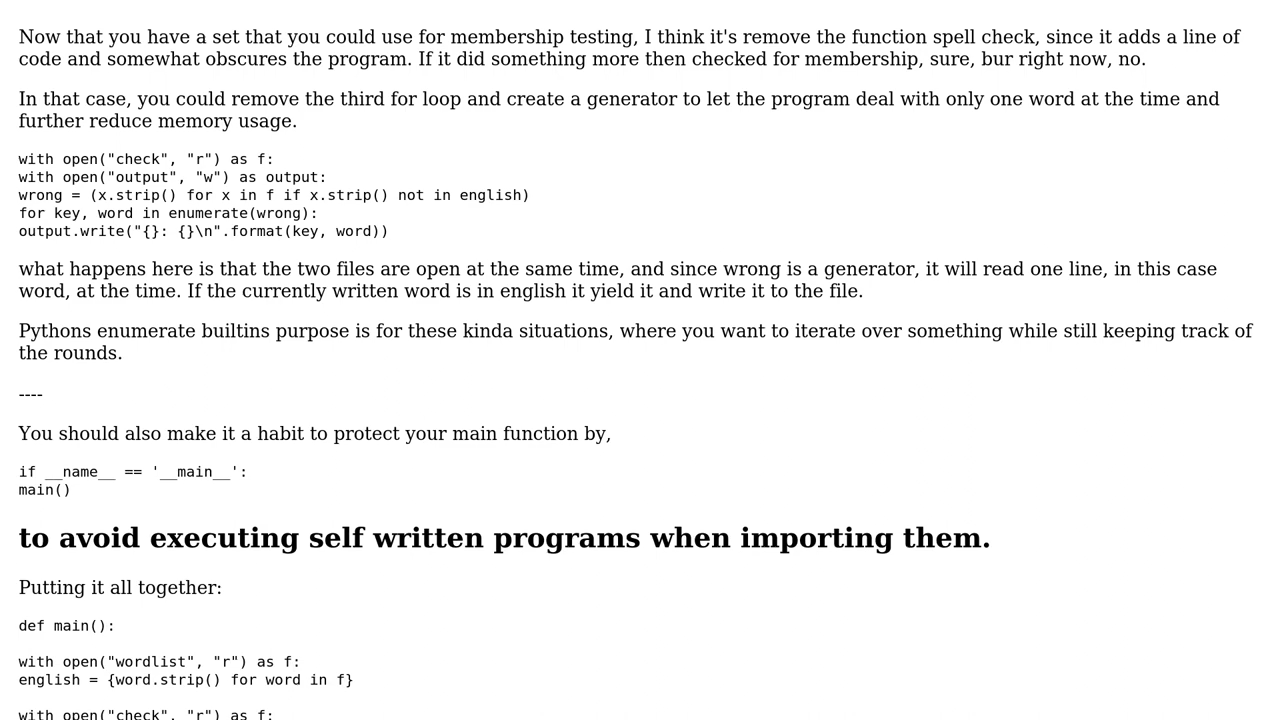 Now that you have a set that you could use for membership testing, I think it's remove the function spell check, since it adds a line of
code and somewhat obscures the program. If it did something more then checked for membership, sure, bur right now, no.
In that case, you could remove the third for loop and create a generator to let the program deal with only one word at the time and
further reduce memory usage.
with open("check", "r") as f:
with open("output", "w") as output:
wrong = (x.strip() for x in f if x.strip() not in english)
for key, word in enumerate(wrong):
output.write("{}: {}\n".format(key, word))
what happens here is that the two files are open at the same time, and since wrong is a generator, it will read one line, in this case
word, at the time. If the currently written word is in english it yield it and write it to the file.
Pythons enumerate builtins purpose is for these kinda situations, where you want to iterate over something while still keeping track of
the rounds.
----
You should also make it a habit to protect your main function by,
if __name__ == '__main__':
main()
to avoid executing self written programs when importing them.
Putting it all together:
def main():
with open("wordlist", "r") as f:
english = {word.strip() for word in f}
with open("check", "r") as f: